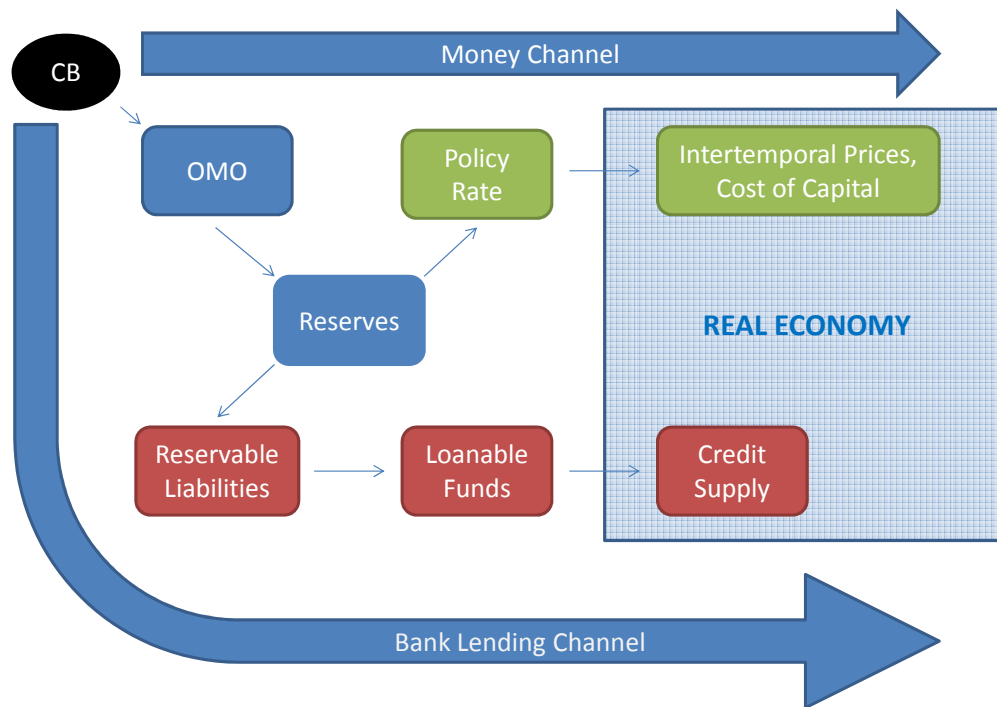 Money Channel
CB
OMO
Policy
Rate
Intertemporal Prices,
Cost of Capital
Reserves
REAL ECONOMY
Reservable
Liabilities
Loanable
Funds
Credit
Supply
Bank Lending Channel